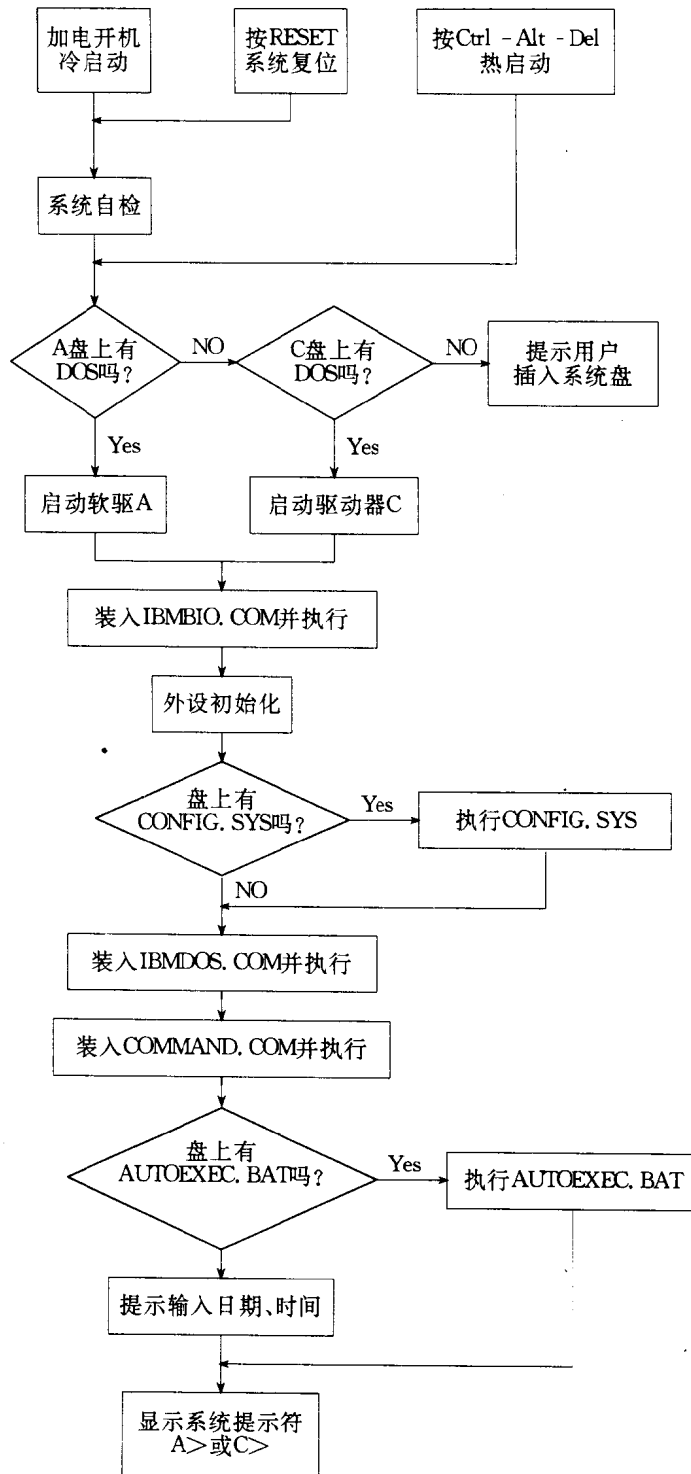 加电开机
冷启动
按RESET
系统复位
按Ctrl - Alt - Del
热启动
系统自检
A盘上有
DOS吗?
NO
C盘上有
DOS吗?
NO
提示用户
插入系统盘
Yes
Yes
启动软驱A
启动驱动器C
装入IBMBIO. COM并执行
外设初始化
盘上有
CONFIG. SYS吗?
Yes
执行CONFIG. SYS
NO
装入IBMDOS. COM并执行
装入COMMAND. COM并执行
盘上有
AUTOEXEC. BAT吗?
Yes
执行AUTOEXEC. BAT
提示输入日期、时间
显示系统提示符
A>或C>